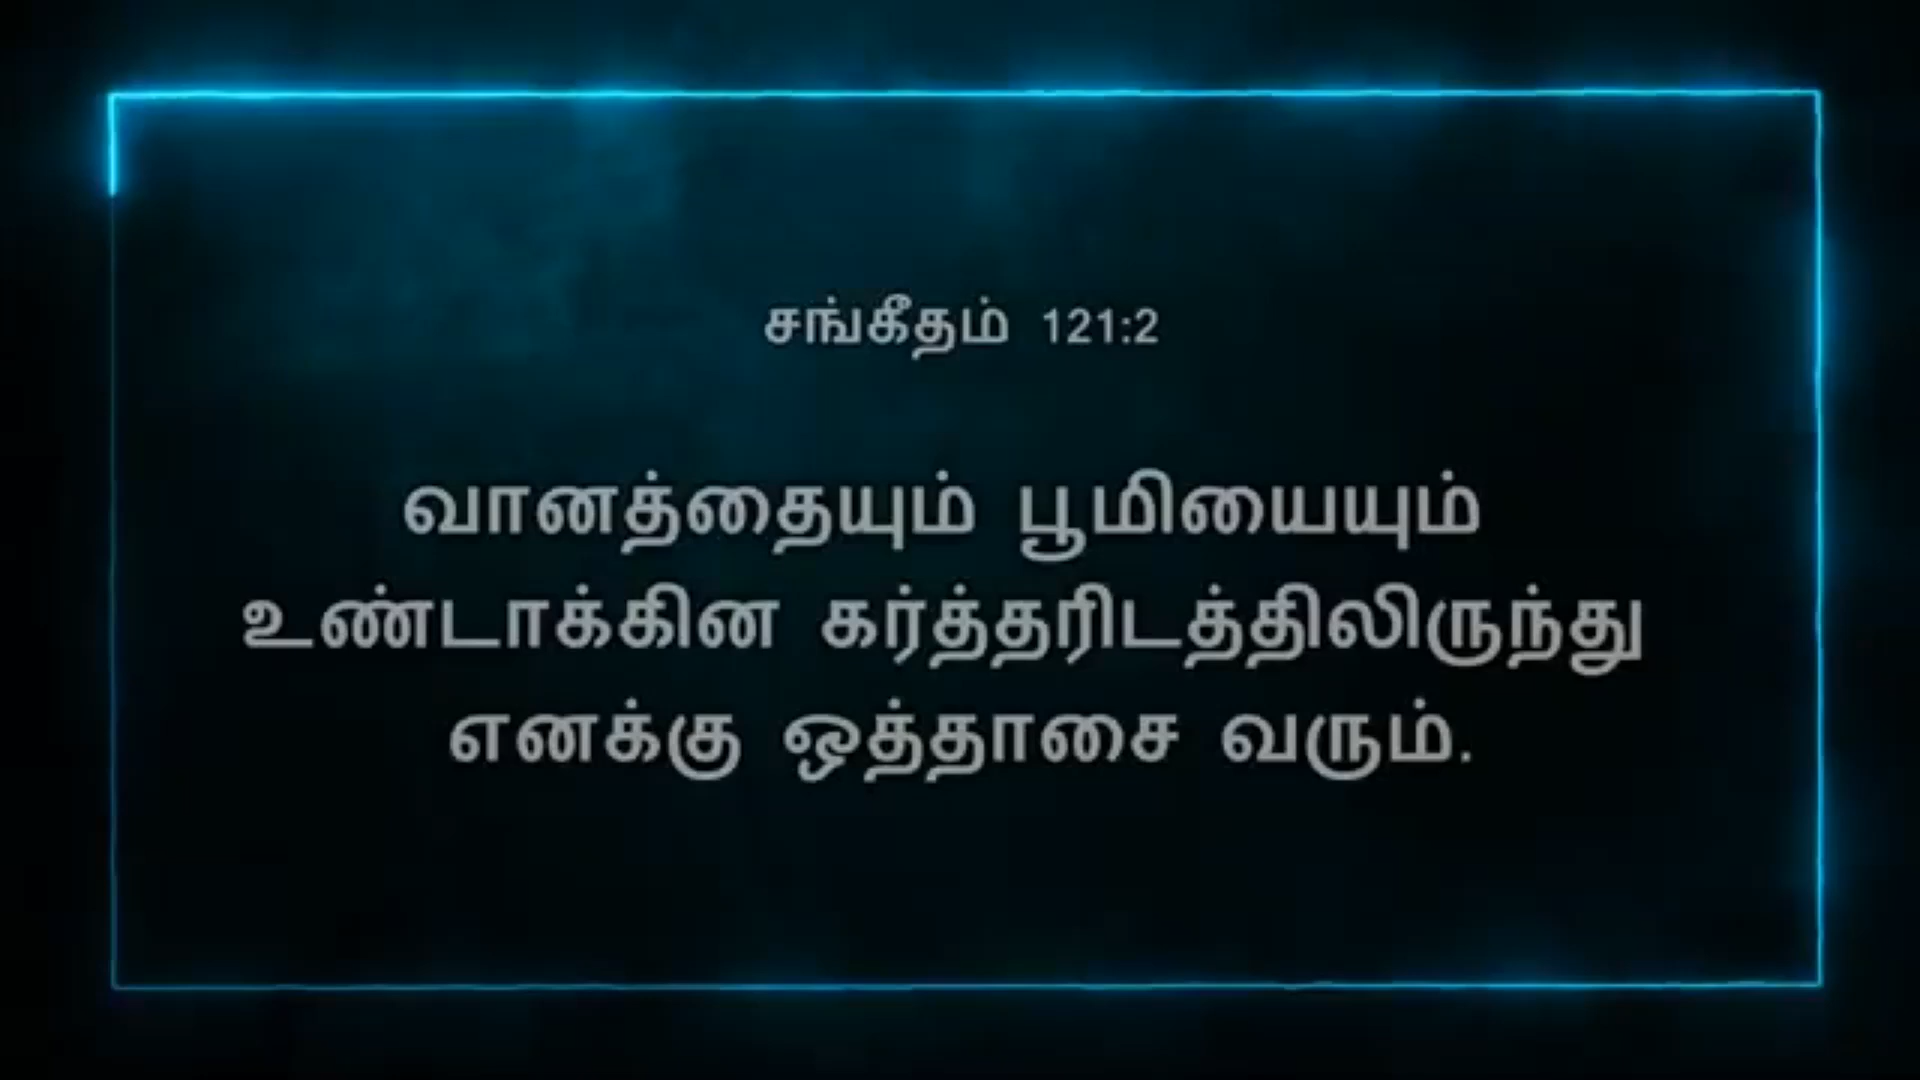 சங்கீதம் 121:2
வானத்தையும் பூமியையும்
உண்டாக்கின கர்த்தரிடத்திலிருந்து
எனக்கு ஒத்தாசை வரும்.